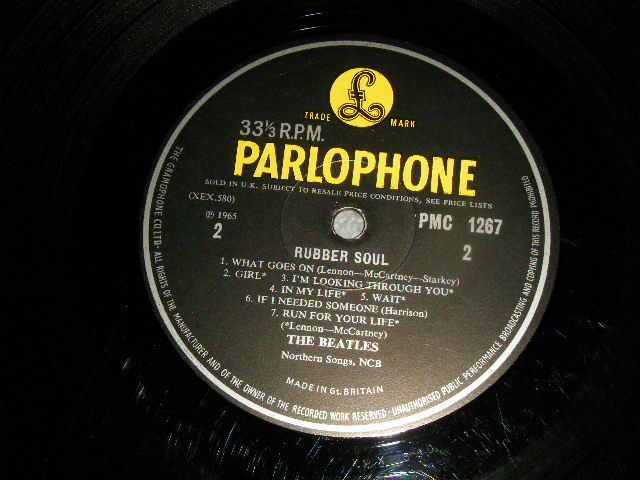 £
TRADE MARK
33⅓ R.P.M.
PARLOPHONE
SOLD IN U.K. SUBJECT TO RESALE PRICE CONDITIONS, SEE PRICE LISTS
(XEX.580)
℗ 1965
2
PMC 1267
2
RUBBER SOUL
1. WHAT GOES ON (Lennon—McCartney—Starkey)
2. GIRL* 3. I'M LOOKING THROUGH YOU*
4. IN MY LIFE* 5. WAIT*
6. IF I NEEDED SOMEONE (Harrison)
7. RUN FOR YOUR LIFE*
(*Lennon—McCartney)
THE BEATLES
Northern Songs, NCB
MADE IN Gt. BRITAIN
THE GRAMOPHONE CO. LTD. · ALL RIGHTS OF THE MANUFACTURER AND OF THE OWNER OF THE RECORDED WORK RESERVED · UNAUTHORISED PUBLIC PERFORMANCE BROADCASTING AND COPYING OF THIS RECORD PROHIBITED